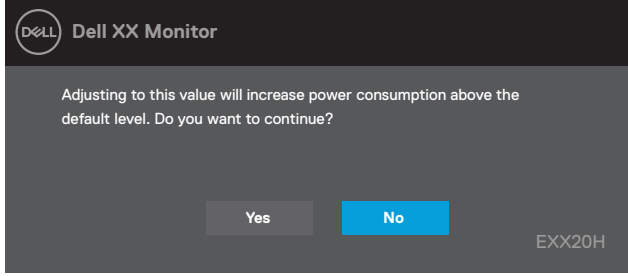 DELL
Dell XX Monitor
Adjusting to this value will increase power consumption above the
default level. Do you want to continue?
Yes
No
EXX20H